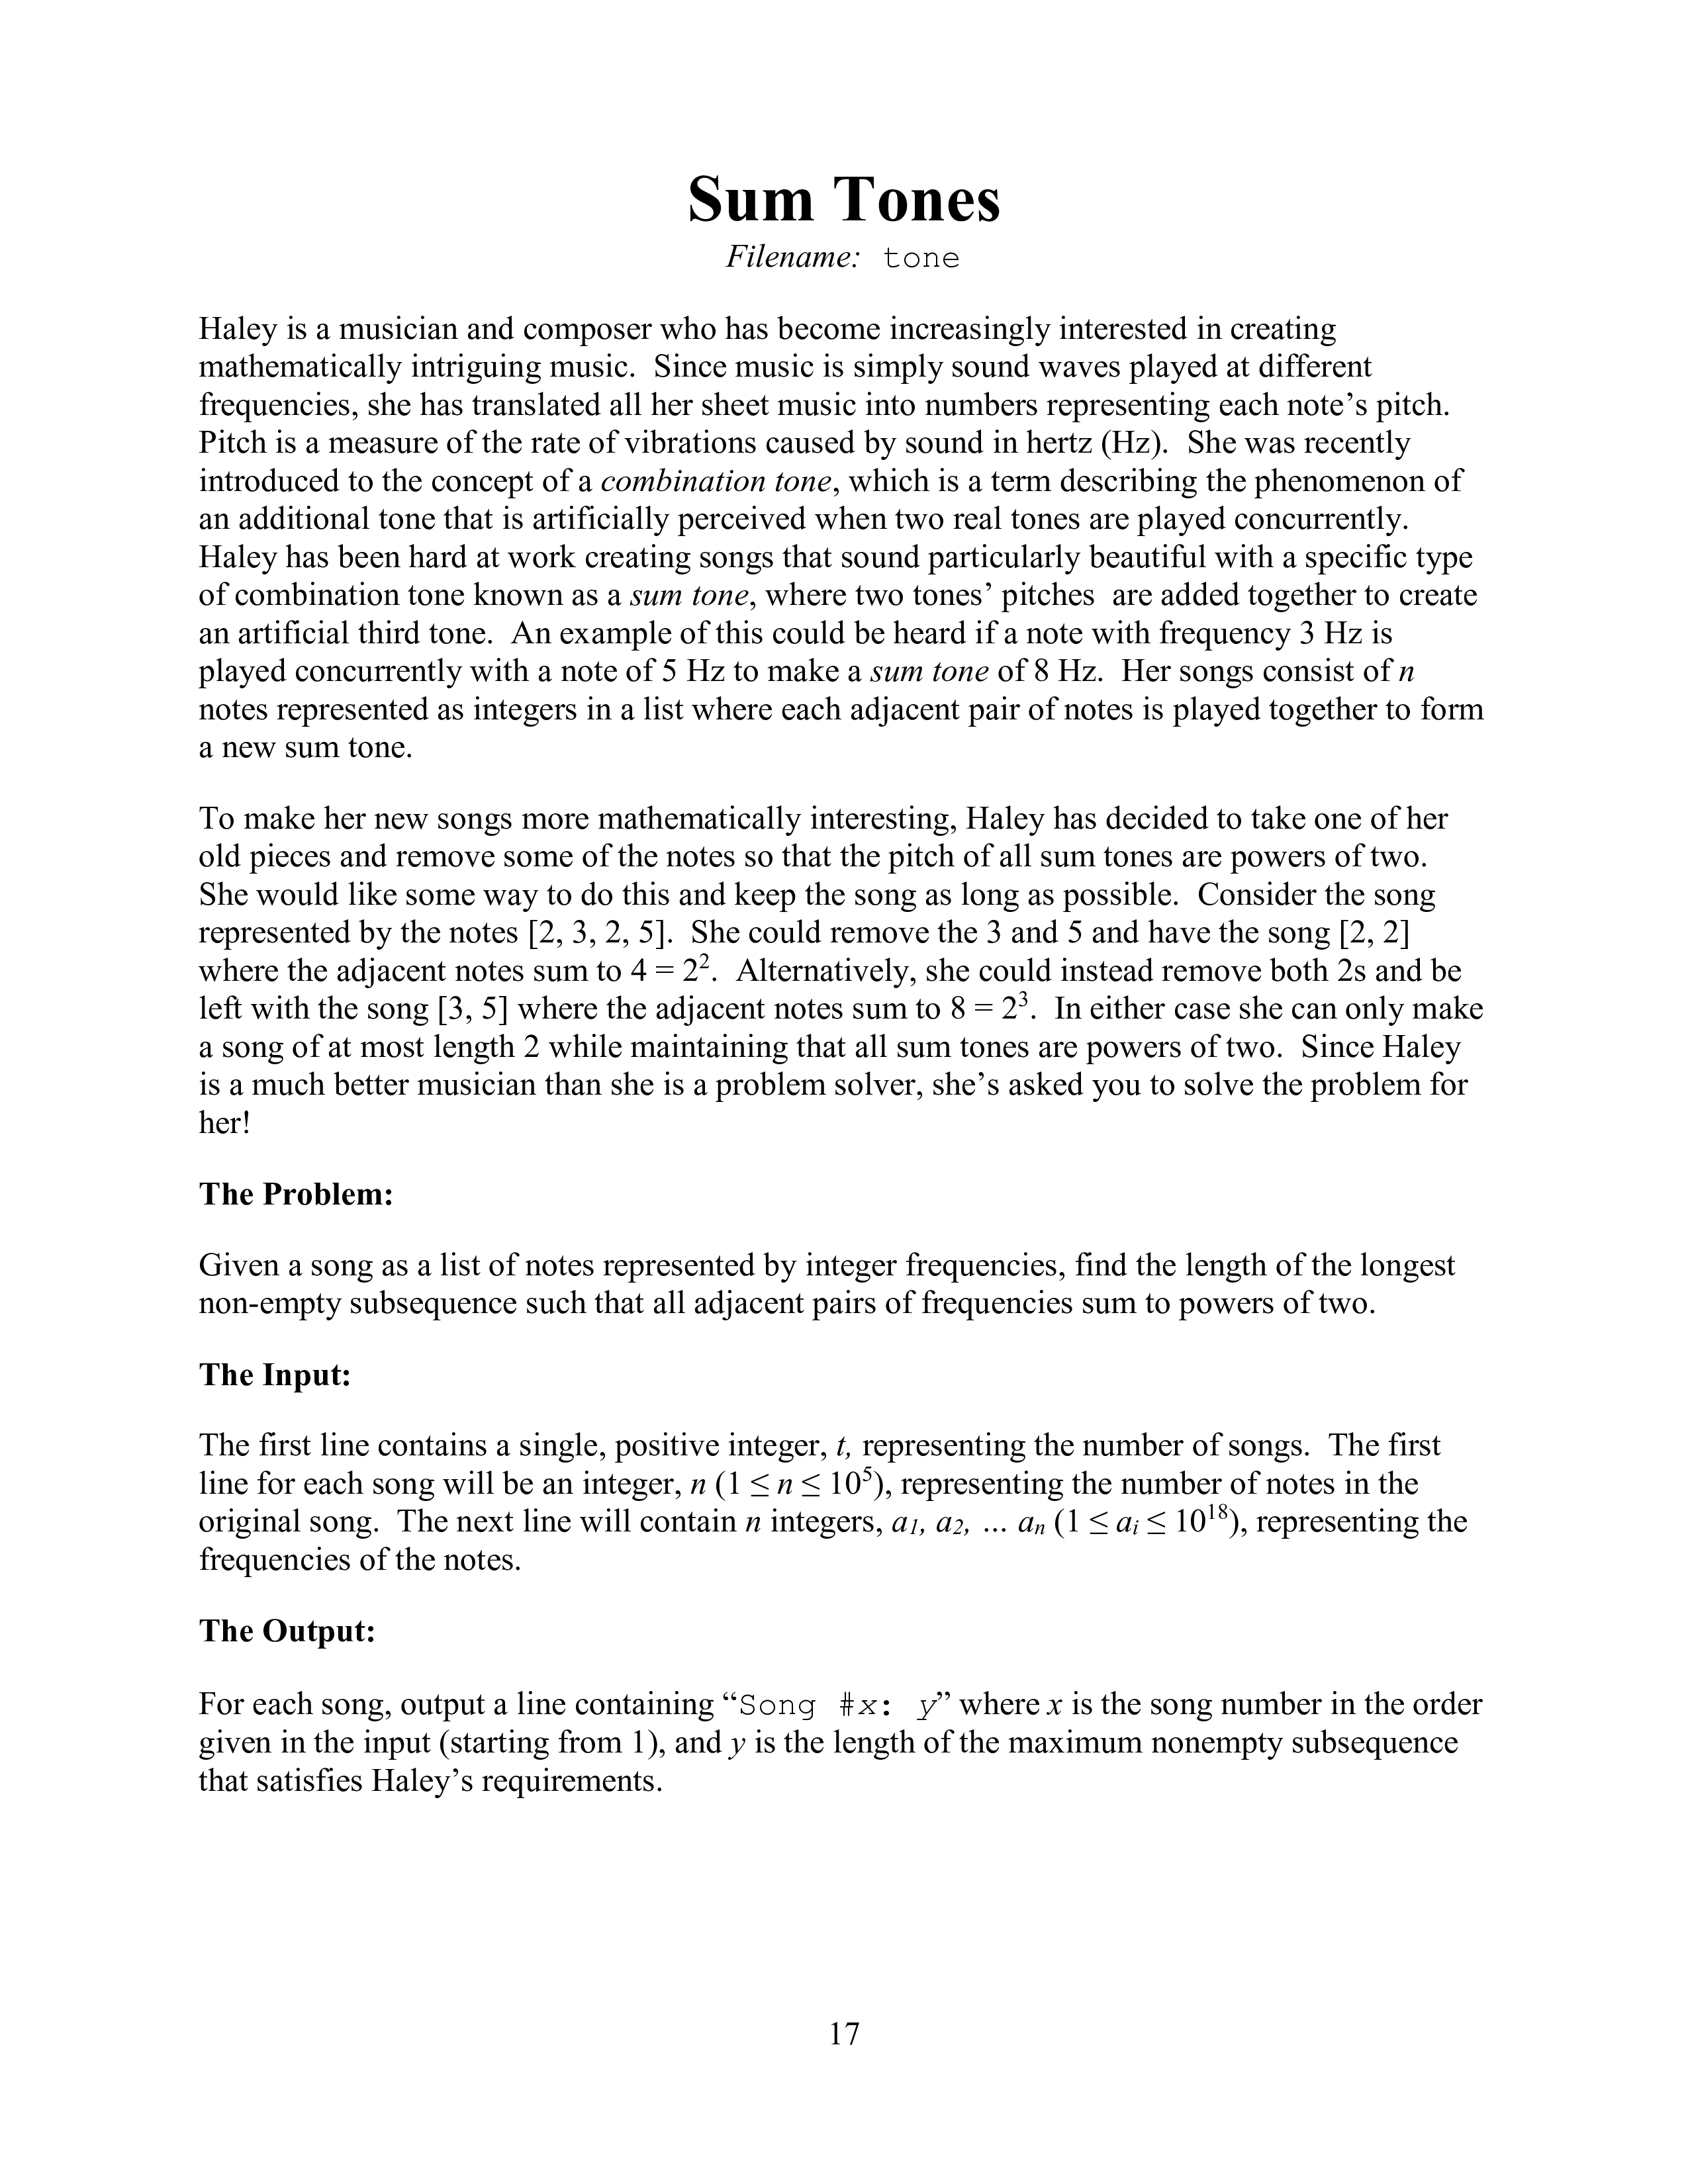 Sum Tones
Filename: tone
Haley is a musician and composer who has become increasingly interested in creating
mathematically intriguing music. Since music is simply sound waves played at different
frequencies, she has translated all her sheet music into numbers representing each note’s pitch.
Pitch is a measure of the rate of vibrations caused by sound in hertz (Hz). She was recently
introduced to the concept of a combination tone, which is a term describing the phenomenon of
an additional tone that is artificially perceived when two real tones are played concurrently.
Haley has been hard at work creating songs that sound particularly beautiful with a specific type
of combination tone known as a sum tone, where two tones’ pitches are added together to create
an artificial third tone. An example of this could be heard if a note with frequency 3 Hz is
played concurrently with a note of 5 Hz to make a sum tone of 8 Hz. Her songs consist of n
notes represented as integers in a list where each adjacent pair of notes is played together to form
a new sum tone.
To make her new songs more mathematically interesting, Haley has decided to take one of her
old pieces and remove some of the notes so that the pitch of all sum tones are powers of two.
She would like some way to do this and keep the song as long as possible. Consider the song
represented by the notes [2, 3, 2, 5]. She could remove the 3 and 5 and have the song [2, 2]
where the adjacent notes sum to 4 = 2². Alternatively, she could instead remove both 2s and be
left with the song [3, 5] where the adjacent notes sum to 8 = 2³. In either case she can only make
a song of at most length 2 while maintaining that all sum tones are powers of two. Since Haley
is a much better musician than she is a problem solver, she’s asked you to solve the problem for
her!
The Problem:
Given a song as a list of notes represented by integer frequencies, find the length of the longest
non-empty subsequence such that all adjacent pairs of frequencies sum to powers of two.
The Input:
The first line contains a single, positive integer, t, representing the number of songs. The first
line for each song will be an integer, n (1 ≤ n ≤ 10⁵), representing the number of notes in the
original song. The next line will contain n integers, a₁, a₂, ... aₙ (1 ≤ aᵢ ≤ 10¹⁸), representing the
frequencies of the notes.
The Output:
For each song, output a line containing “Song #x: y” where x is the song number in the order
given in the input (starting from 1), and y is the length of the maximum nonempty subsequence
that satisfies Haley’s requirements.
17